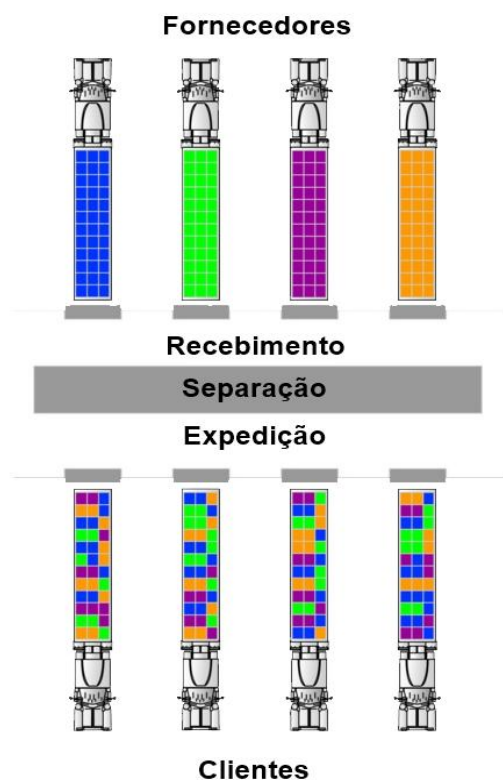 Fornecedores
Recebimento
Separação
Expedição
Clientes